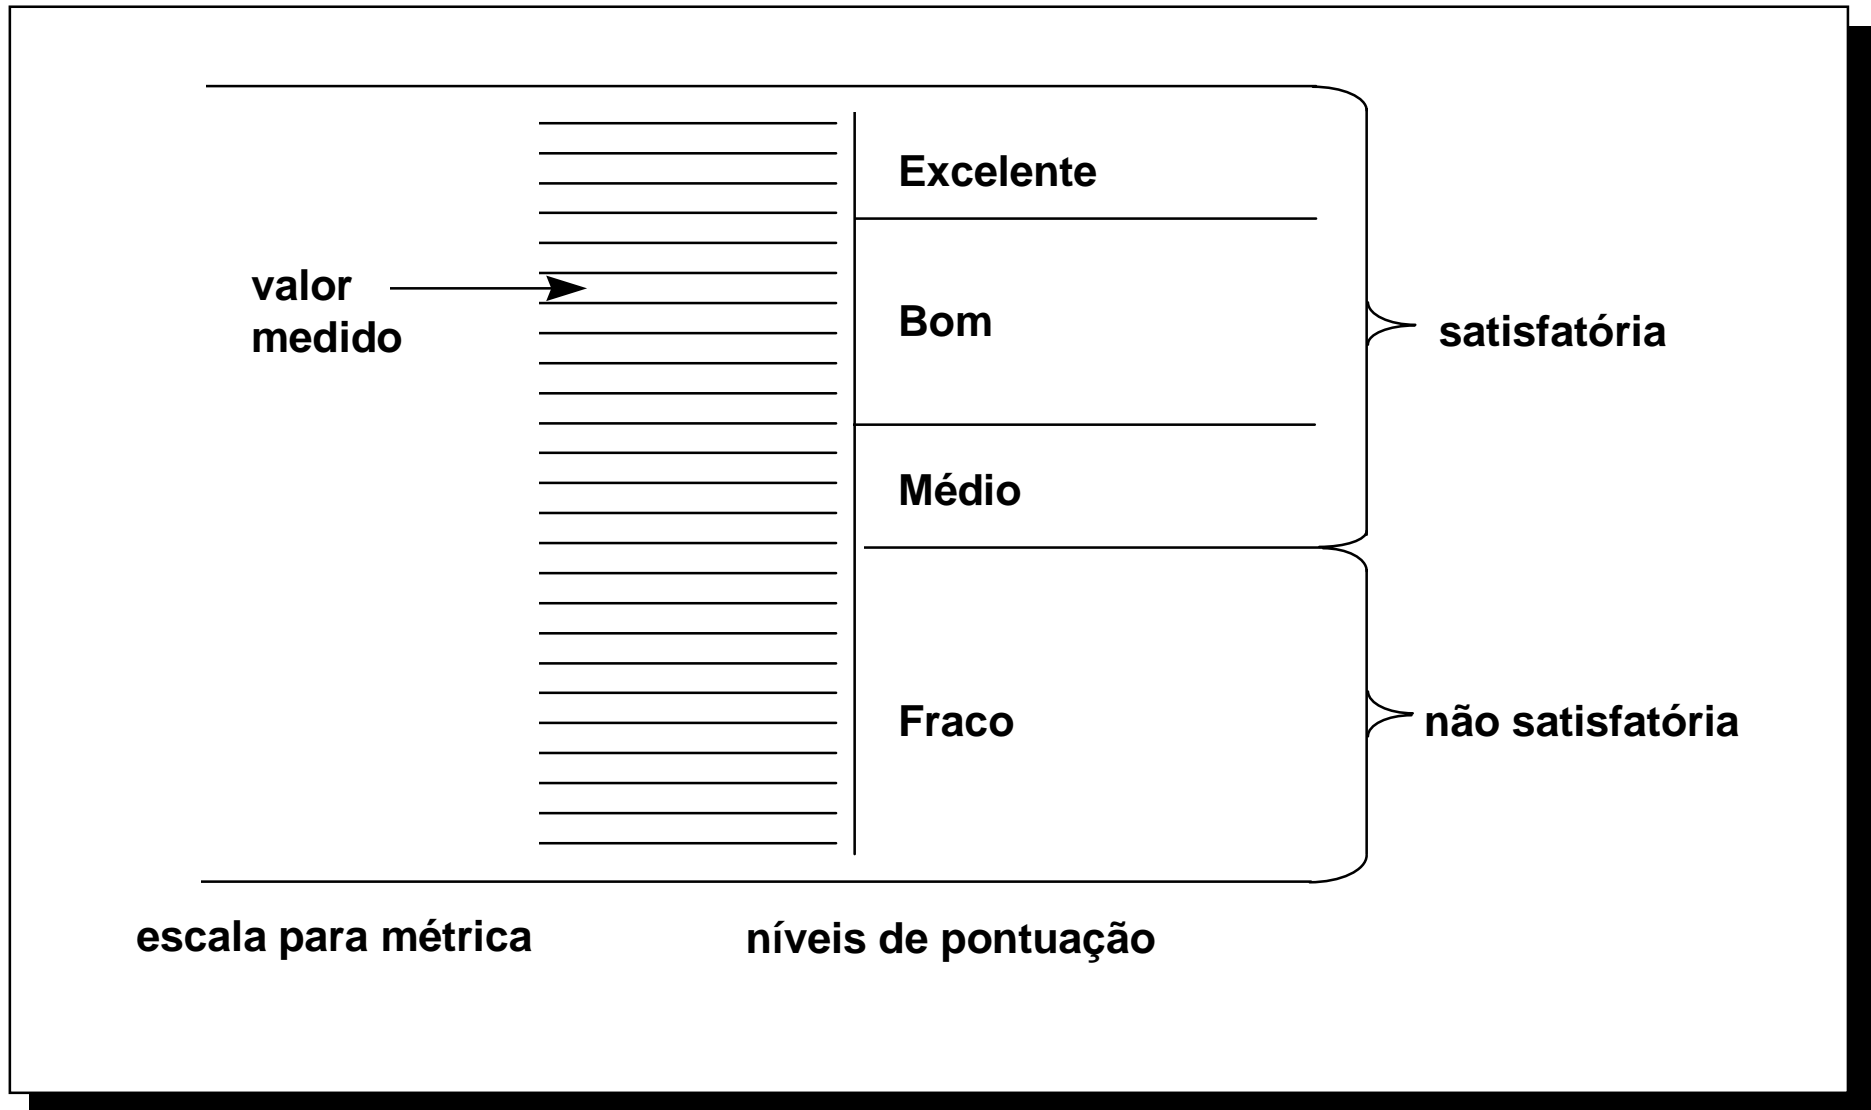 Excelente
valor
medido
Bom
satisfatória
Médio
Fraco
não satisfatória
escala para métrica
níveis de pontuação